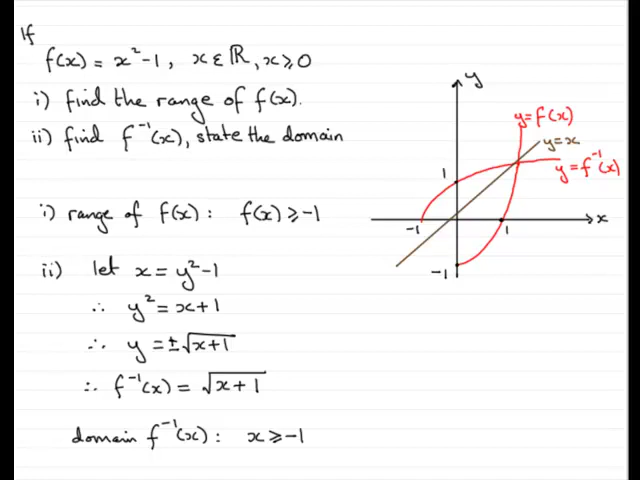 If
f(x) = x² - 1, x ∈ ℝ, x ⩾ 0
i) find the range of f(x).
ii) find f⁻¹(x), state the domain
i) range of f(x): f(x) ⩾ -1
ii) let x = y² - 1
∴ y² = x + 1
∴ y = ±√(x + 1)
∴ f⁻¹(x) = √(x + 1)
domain f⁻¹(x): x ⩾ -1
y
y = f(x)
y = x
y = f⁻¹(x)
1
x
-1
1
-1